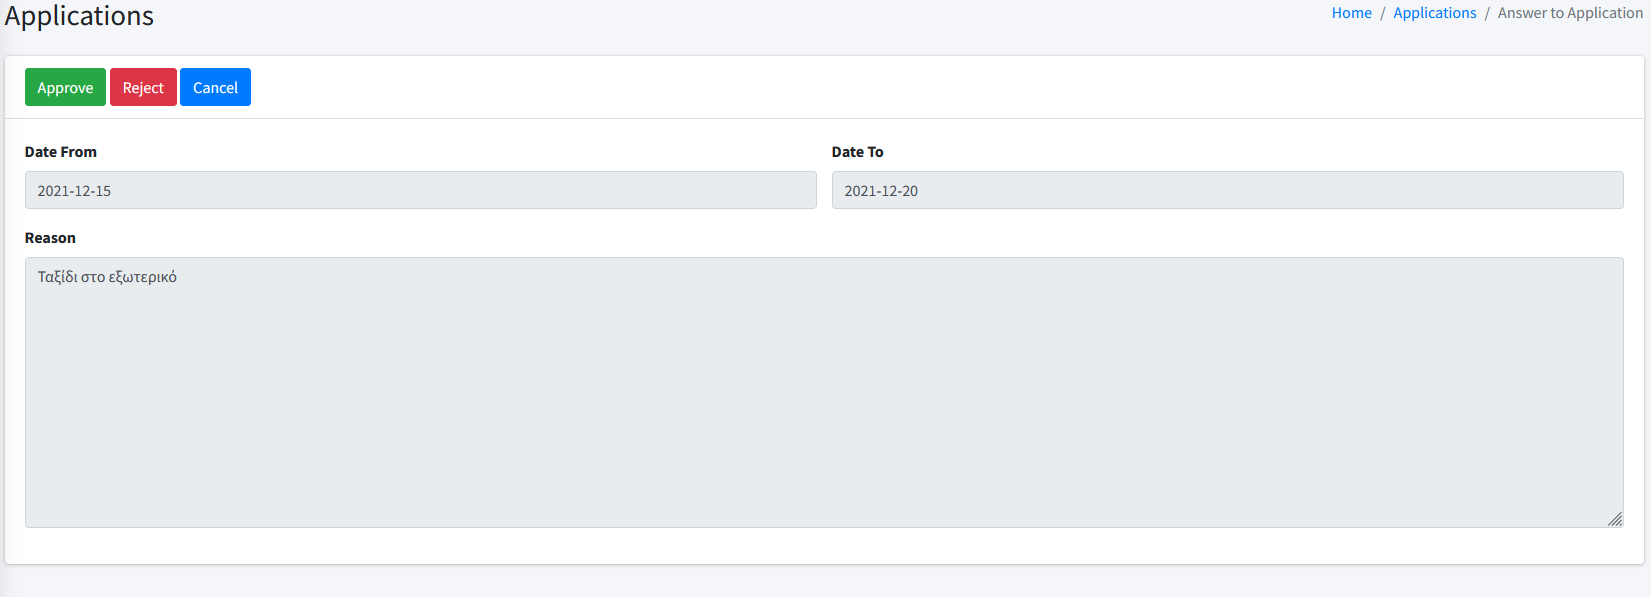 Applications
Home / Applications / Answer to Application
Approve Reject Cancel
Date From
Date To
2021-12-15
2021-12-20
Reason
Ταξίδι στο εξωτερικό